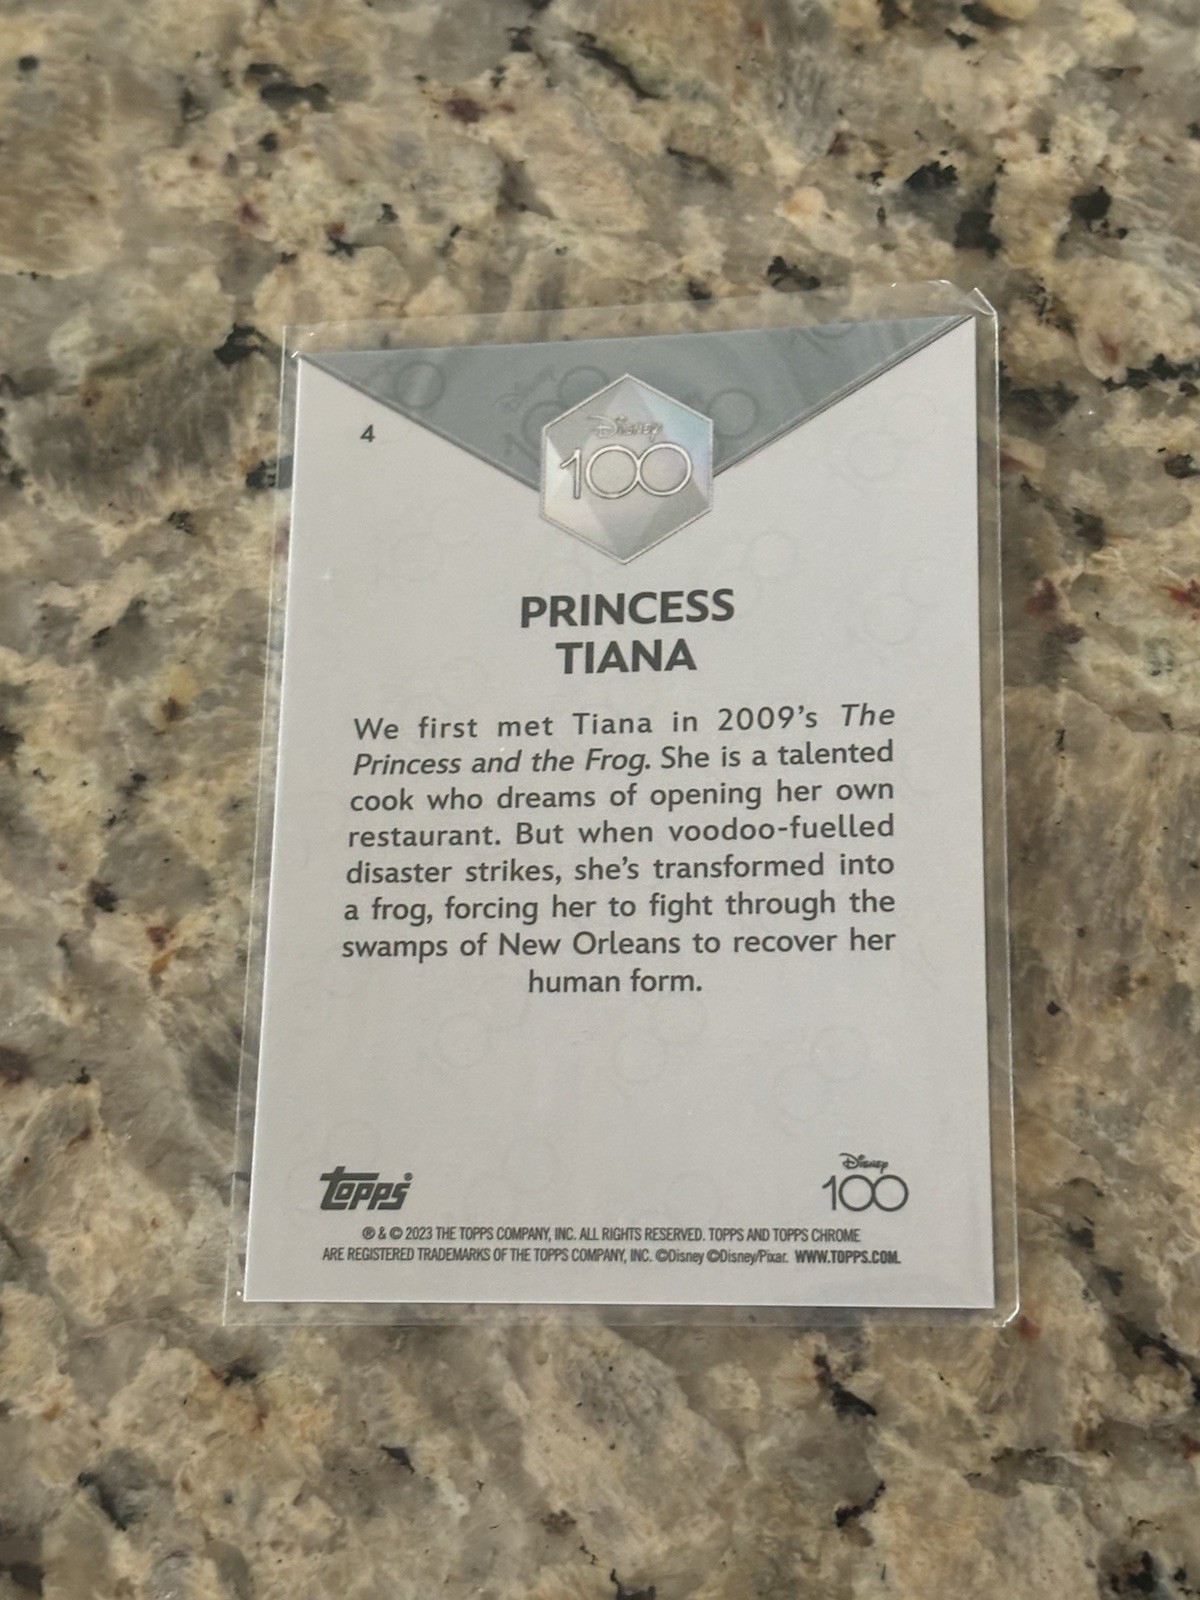 4
Disney
100
PRINCESS
TIANA
We first met Tiana in 2009's The
Princess and the Frog. She is a talented
cook who dreams of opening her own
restaurant. But when voodoo-fuelled
disaster strikes, she's transformed into
a frog, forcing her to fight through the
swamps of New Orleans to recover her
human form.
Topps®
Disney
100
® & © 2023 THE TOPPS COMPANY, INC. ALL RIGHTS RESERVED. TOPPS AND TOPPS CHROME
ARE REGISTERED TRADEMARKS OF THE TOPPS COMPANY, INC. ©Disney ©Disney/Pixar. WWW.TOPPS.COM.